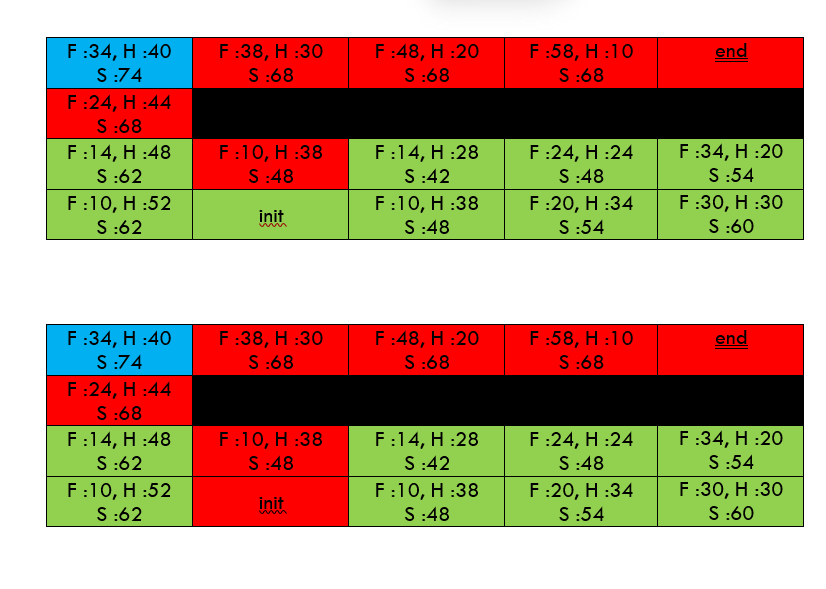 F :34, H :40 F :38, H :30 F :48, H :20 F :58, H :10 end
S :74 S :68 S :68 S :68
F :24, H :44
S :68
F :14, H :48 F :10, H :38 F :14, H :28 F :24, H :24 F :34, H :20
S :62 S :48 S :42 S :48 S :54
F :10, H :52 init F :10, H :38 F :20, H :34 F :30, H :30
S :62 S :48 S :54 S :60
F :34, H :40 F :38, H :30 F :48, H :20 F :58, H :10 end
S :74 S :68 S :68 S :68
F :24, H :44
S :68
F :14, H :48 F :10, H :38 F :14, H :28 F :24, H :24 F :34, H :20
S :62 S :48 S :42 S :48 S :54
F :10, H :52 init F :10, H :38 F :20, H :34 F :30, H :30
S :62 S :48 S :54 S :60